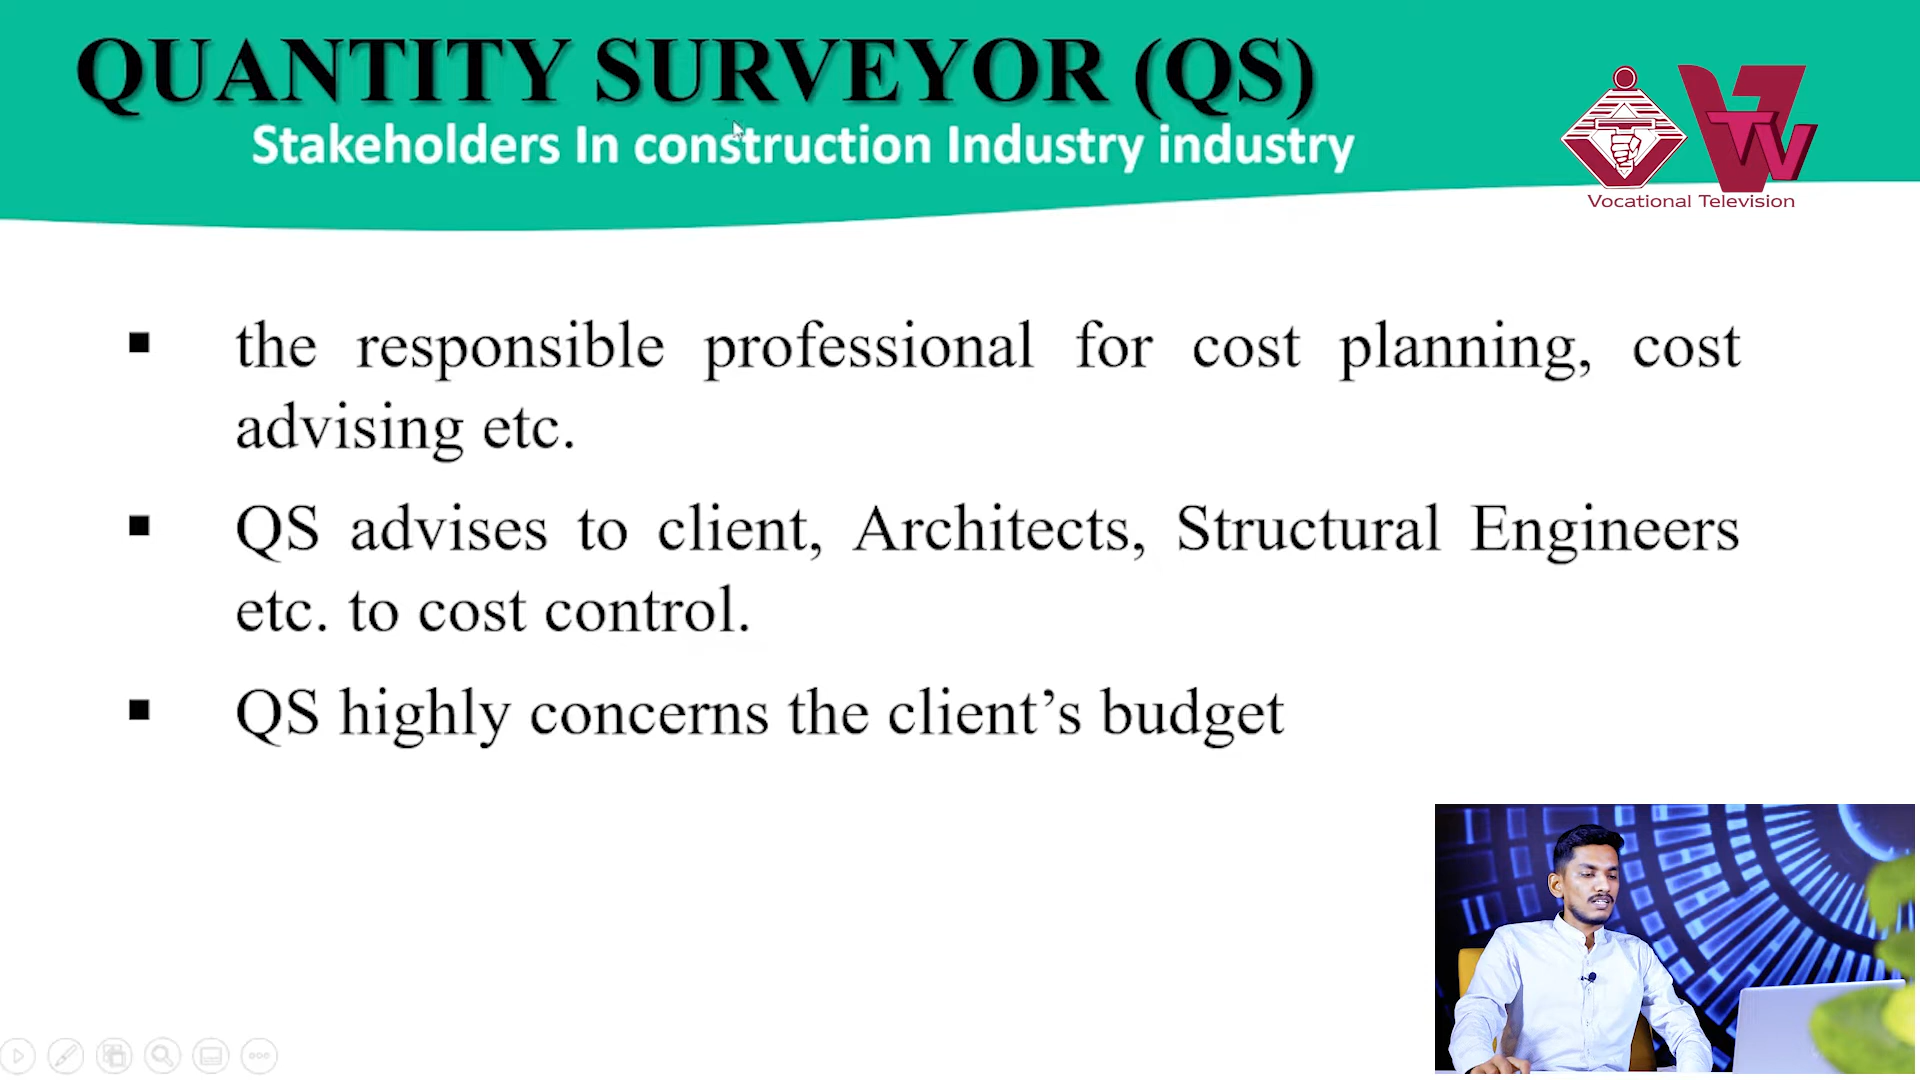 QUANTITY SURVEYOR (QS)
Stakeholders In construction Industry industry
VTV
Vocational Television
▪ the responsible professional for cost planning, cost
advising etc.
▪ QS advises to client, Architects, Structural Engineers
etc. to cost control.
▪ QS highly concerns the client’s budget